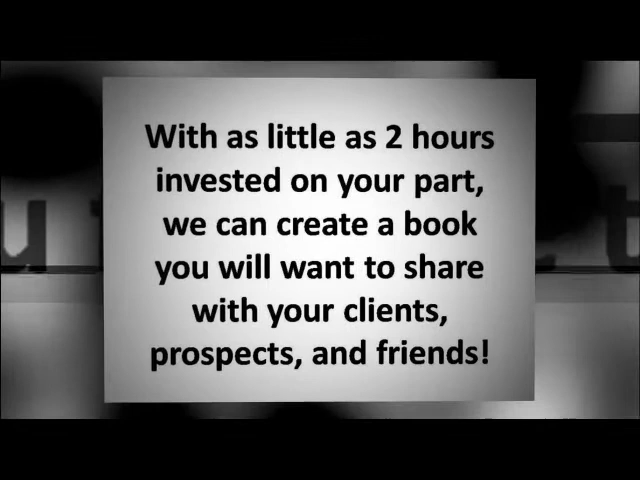 With as little as 2 hours
invested on your part,
we can create a book
you will want to share
with your clients,
prospects, and friends!